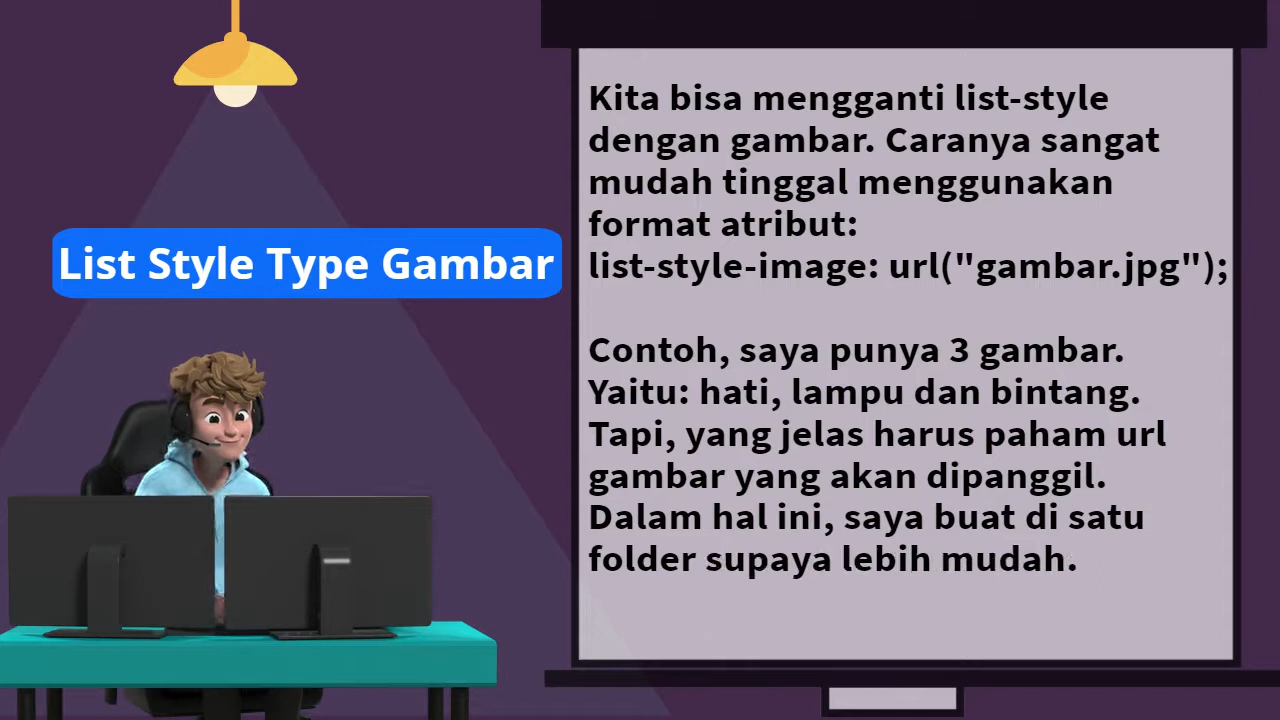 List Style Type Gambar
Kita bisa mengganti list-style
dengan gambar. Caranya sangat
mudah tinggal menggunakan
format atribut:
list-style-image: url("gambar.jpg");
Contoh, saya punya 3 gambar.
Yaitu: hati, lampu dan bintang.
Tapi, yang jelas harus paham url
gambar yang akan dipanggil.
Dalam hal ini, saya buat di satu
folder supaya lebih mudah.